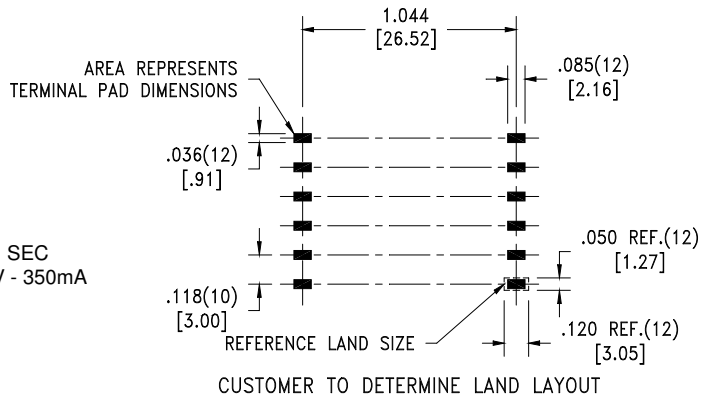 1.044
[26.52]
AREA REPRESENTS
TERMINAL PAD DIMENSIONS
.085(12)
[2.16]
.036(12)
[.91]
SEC
- 350mA
.050 REF.(12)
[1.27]
.118(10)
[3.00]
REFERENCE LAND SIZE
.120 REF.(12)
[3.05]
CUSTOMER TO DETERMINE LAND LAYOUT